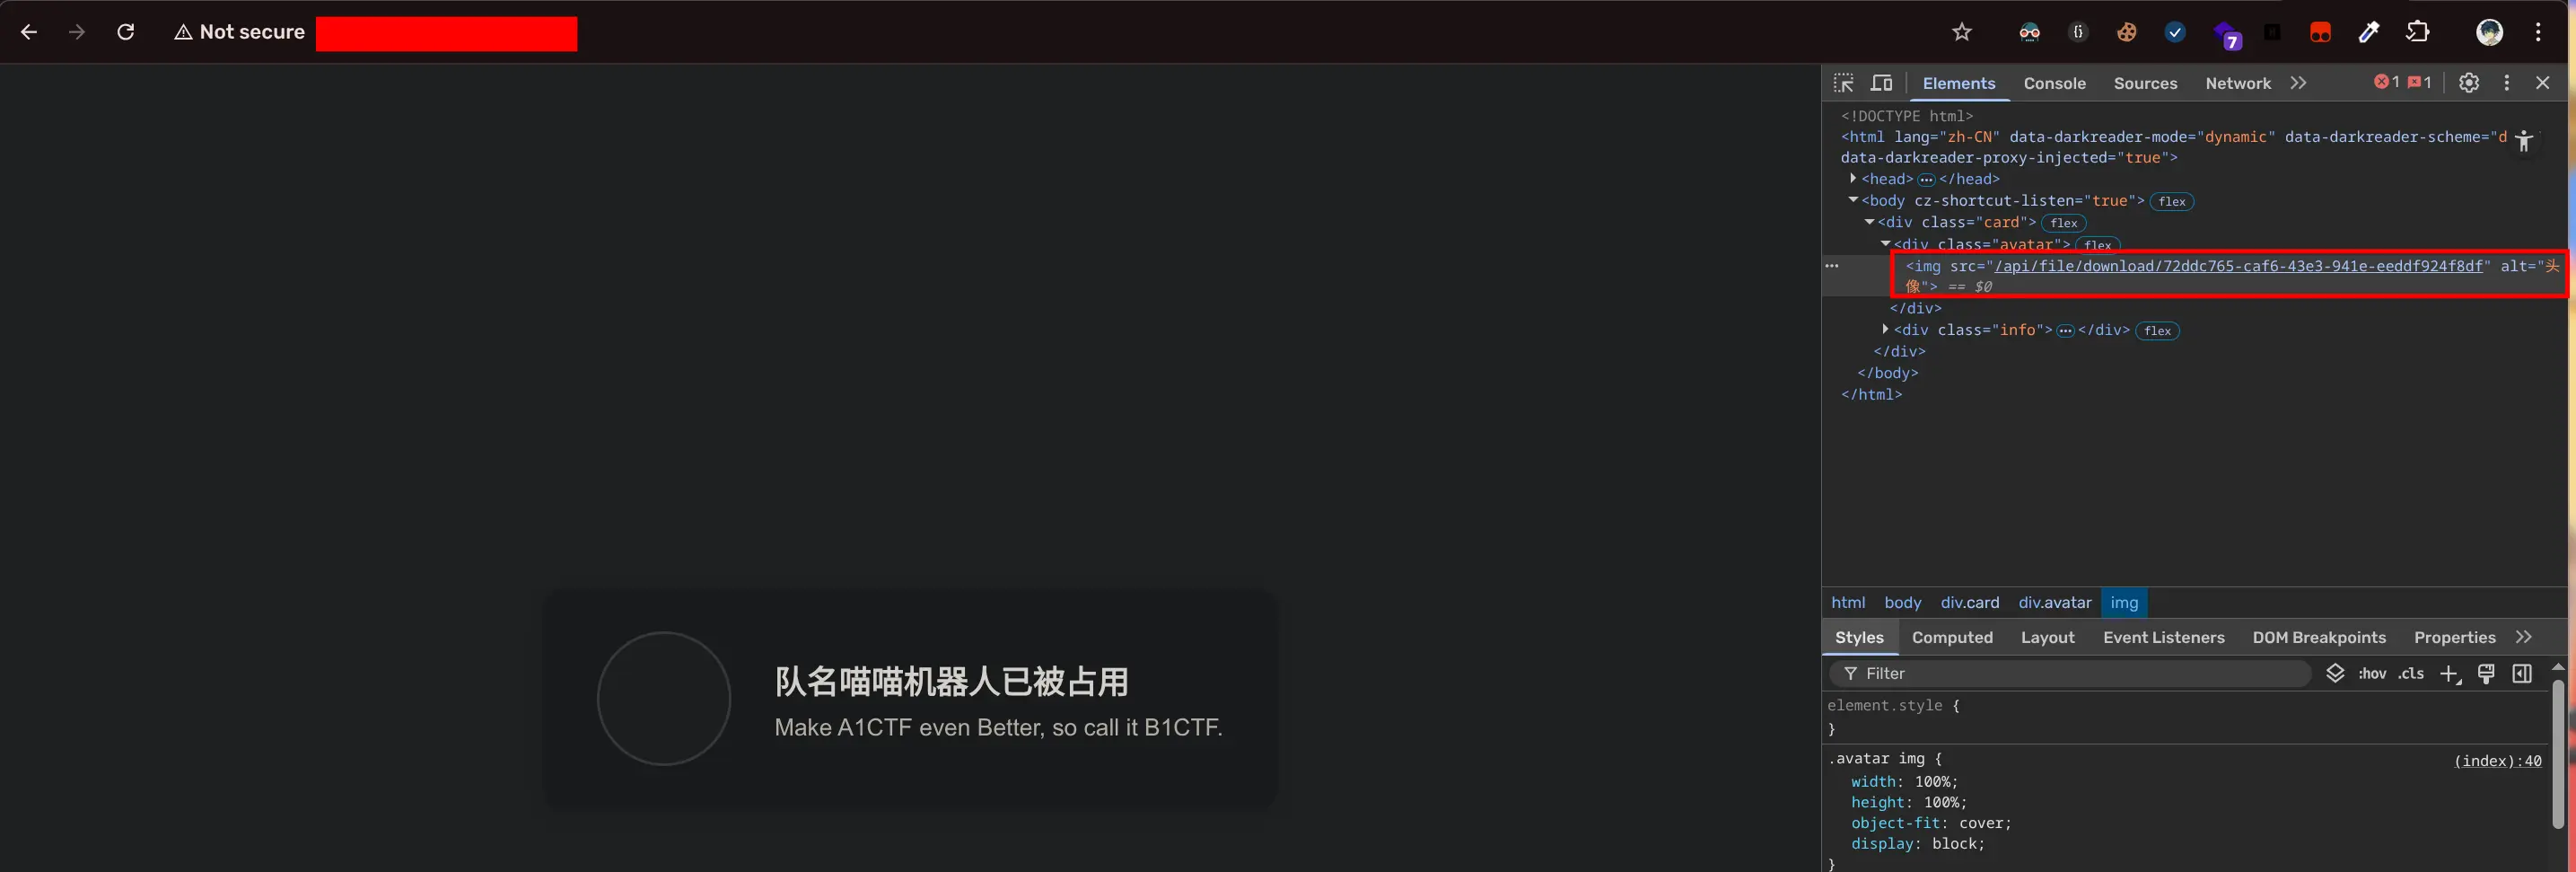 Not secure
7
Elements Console Sources Network 1 1
<!DOCTYPE html>
<html lang="zh-CN" data-darkreader-mode="dynamic" data-darkreader-scheme="d
data-darkreader-proxy-injected="true">
<head> ••• </head>
<body cz-shortcut-listen="true"> flex
<div class="card"> flex
<div class="avatar"> flex
<img src="/api/file/download/72ddc765-caf6-43e3-941e-eeddf924f8df" alt="头
像"> == $0
</div>
<div class="info"> ••• </div> flex
</div>
</body>
</html>
队名喵喵机器人已被占用
Make A1CTF even Better, so call it B1CTF.
html body div.card div.avatar img
Styles Computed Layout Event Listeners DOM Breakpoints Properties
Filter :hov .cls
element.style {
}
.avatar img { (index):40
width: 100%;
height: 100%;
object-fit: cover;
display: block;
}